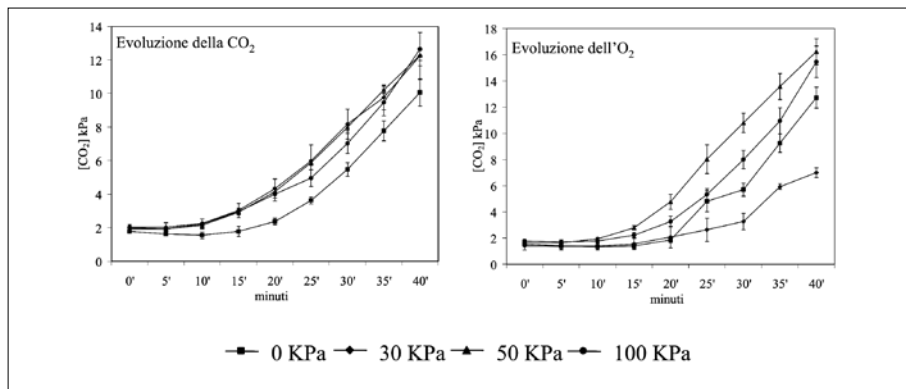 Evoluzione della CO₂
[CO₂] kPa
14
12
10
8
6
4
2
0
0' 5' 10' 15' 20' 25' 30' 35' 40'
minuti
Evoluzione dell'O₂
[CO₂] kPa
18
16
14
12
10
8
6
4
2
0
0' 5' 10' 15' 20' 25' 30' 35' 40'
minuti
0 KPa 30 KPa 50 KPa 100 KPa